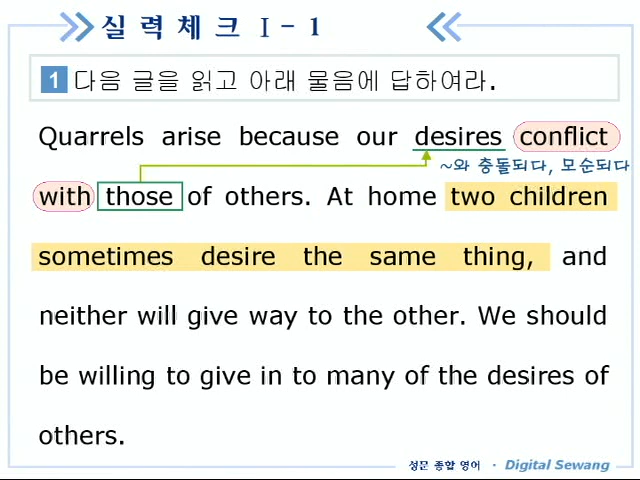 실력체크 I - 1
1 다음 글을 읽고 아래 물음에 답하여라.
Quarrels arise because our desires conflict
~와 충돌되다, 모순되다
with those of others. At home two children
sometimes desire the same thing, and
neither will give way to the other. We should
be willing to give in to many of the desires of
others.
성문 종합 영어 · Digital Sewang